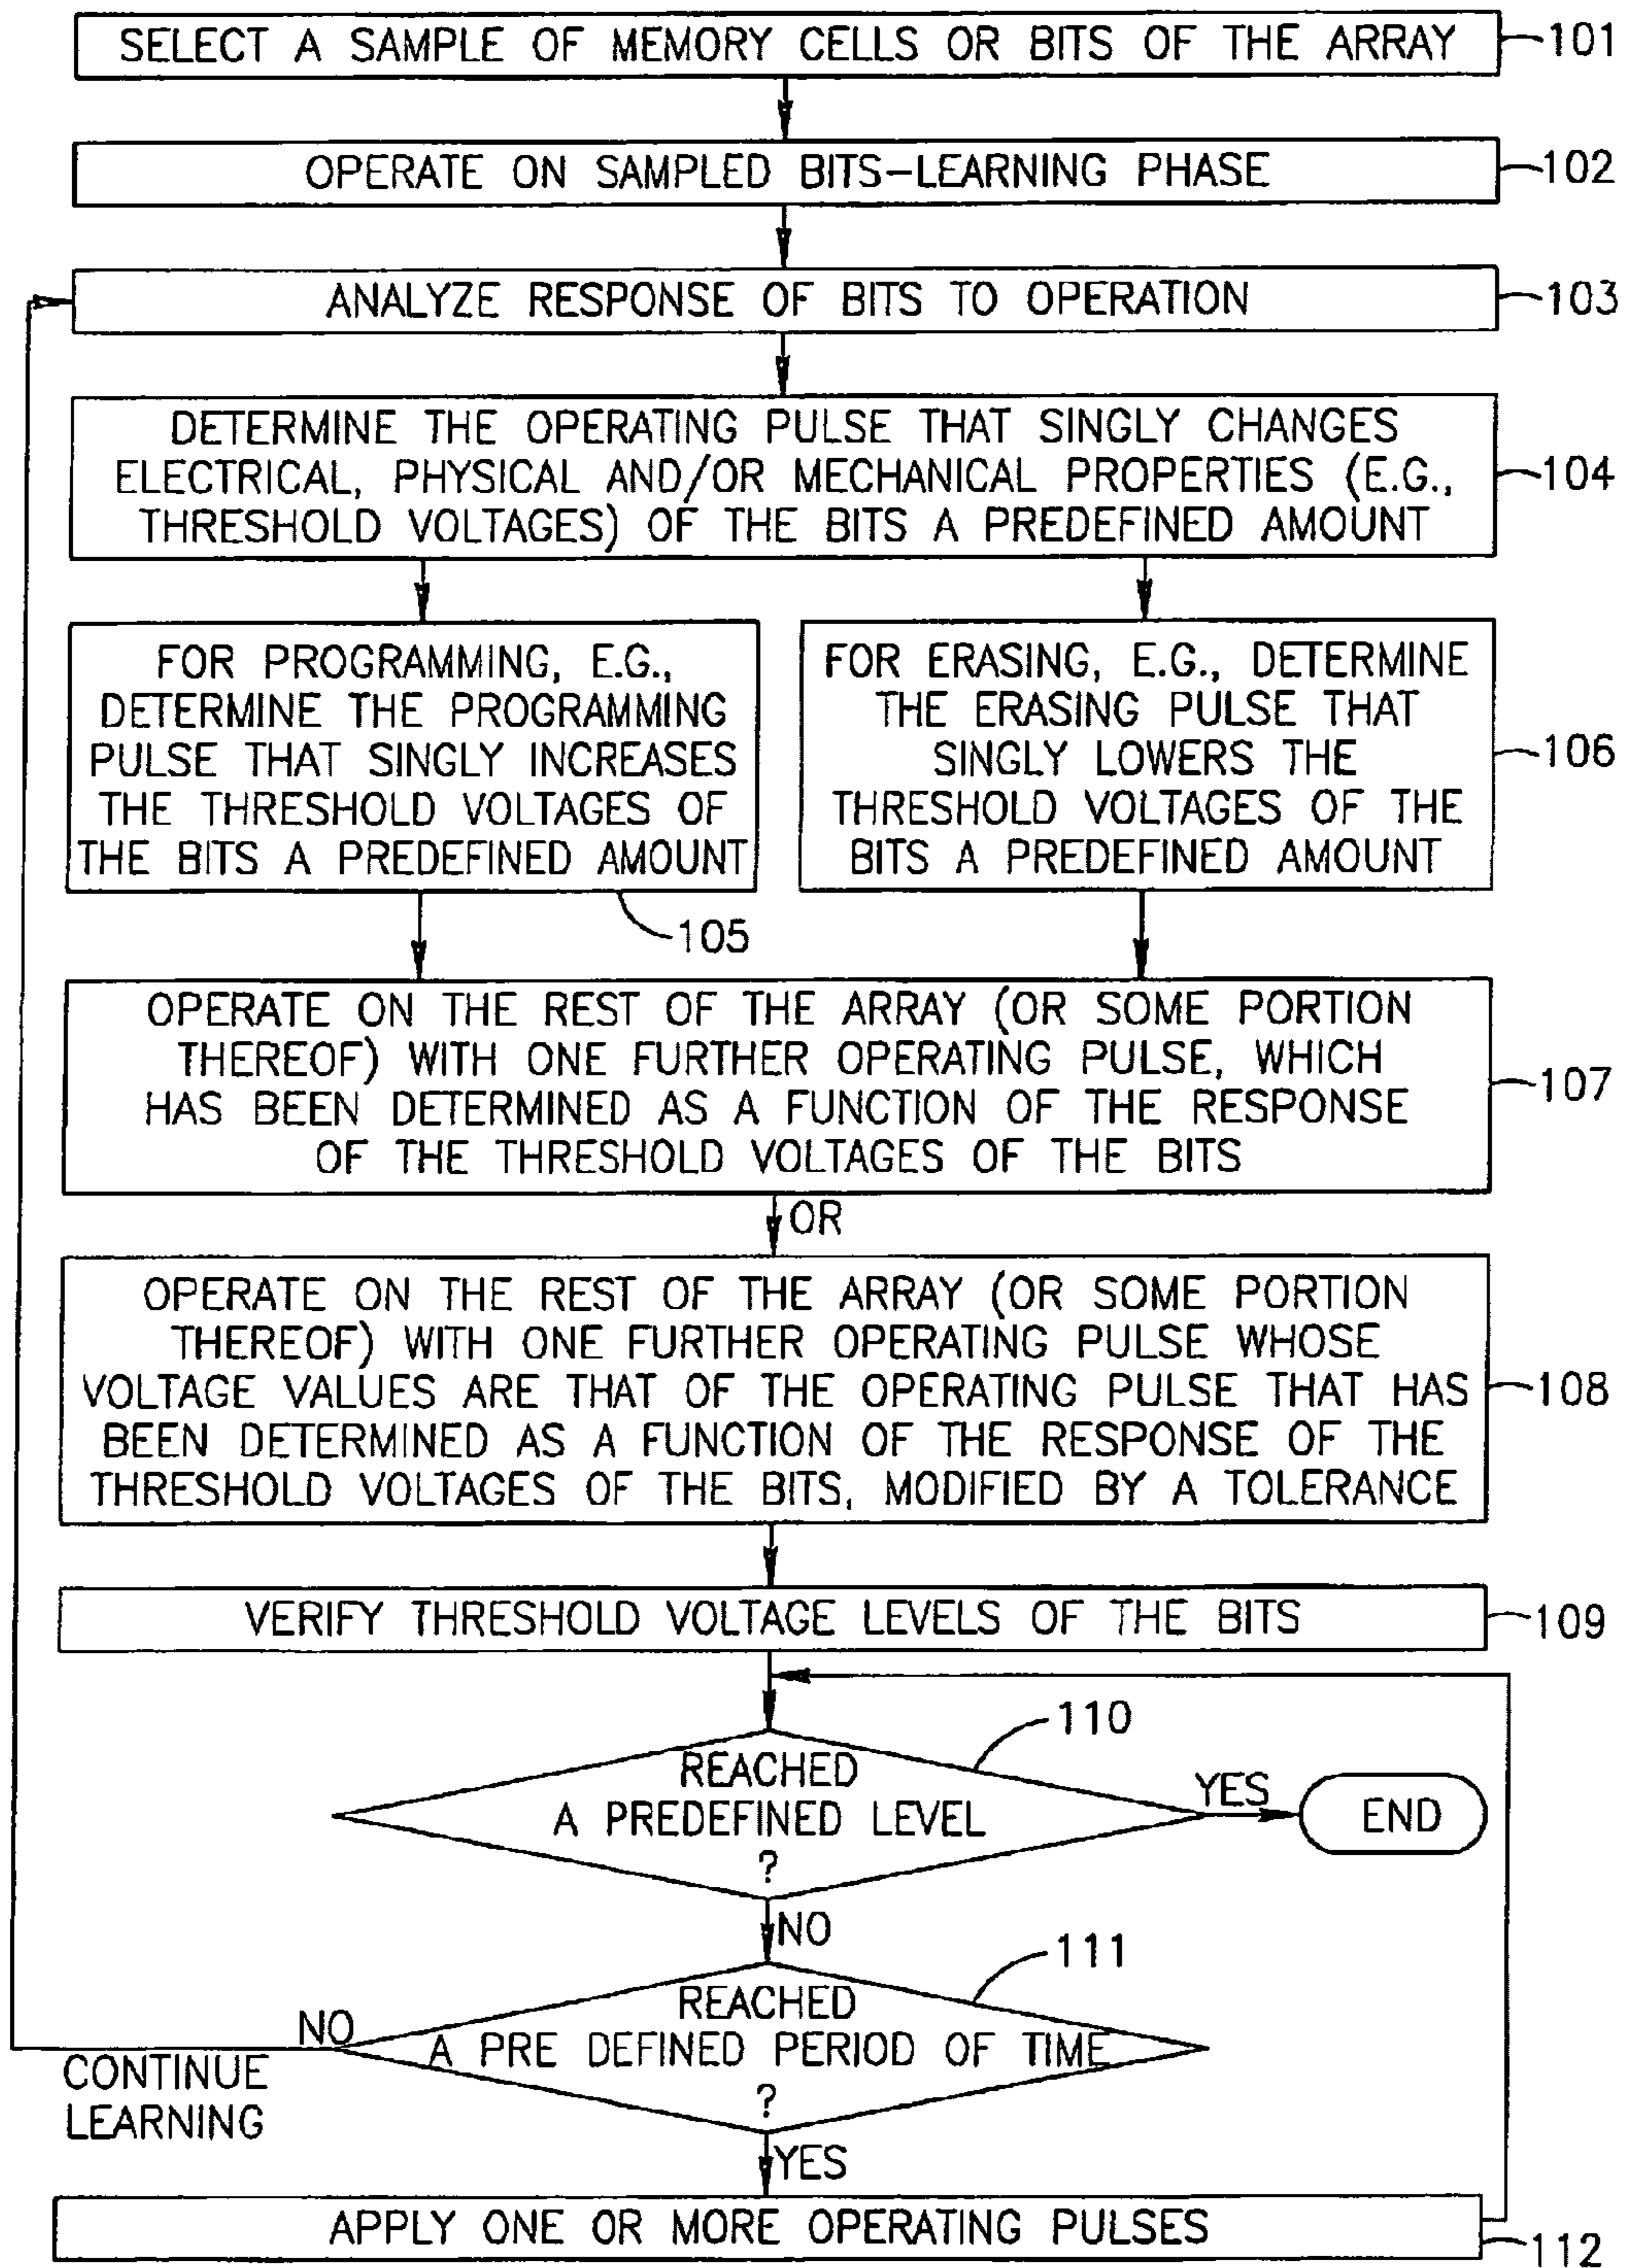 SELECT A SAMPLE OF MEMORY CELLS OR BITS OF THE ARRAY
101
OPERATE ON SAMPLED BITS-LEARNING PHASE
102
ANALYZE RESPONSE OF BITS TO OPERATION
103
DETERMINE THE OPERATING PULSE THAT SINGLY CHANGES
ELECTRICAL, PHYSICAL AND/OR MECHANICAL PROPERTIES (E.G.,
THRESHOLD VOLTAGES) OF THE BITS A PREDEFINED AMOUNT
104
FOR PROGRAMMING, E.G.,
DETERMINE THE PROGRAMMING
PULSE THAT SINGLY INCREASES
THE THRESHOLD VOLTAGES OF
THE BITS A PREDEFINED AMOUNT
105
FOR ERASING, E.G., DETERMINE
THE ERASING PULSE THAT
SINGLY LOWERS THE
THRESHOLD VOLTAGES OF THE
BITS A PREDEFINED AMOUNT
106
OPERATE ON THE REST OF THE ARRAY (OR SOME PORTION
THEREOF) WITH ONE FURTHER OPERATING PULSE, WHICH
HAS BEEN DETERMINED AS A FUNCTION OF THE RESPONSE
OF THE THRESHOLD VOLTAGES OF THE BITS
107
OR
OPERATE ON THE REST OF THE ARRAY (OR SOME PORTION
THEREOF) WITH ONE FURTHER OPERATING PULSE WHOSE
VOLTAGE VALUES ARE THAT OF THE OPERATING PULSE THAT HAS
BEEN DETERMINED AS A FUNCTION OF THE RESPONSE OF THE
THRESHOLD VOLTAGES OF THE BITS, MODIFIED BY A TOLERANCE
108
VERIFY THRESHOLD VOLTAGE LEVELS OF THE BITS
109
110
REACHED
A PREDEFINED LEVEL
?
YES
END
NO
111
REACHED
A PRE DEFINED PERIOD OF TIME
?
NO
CONTINUE
LEARNING
YES
APPLY ONE OR MORE OPERATING PULSES
112